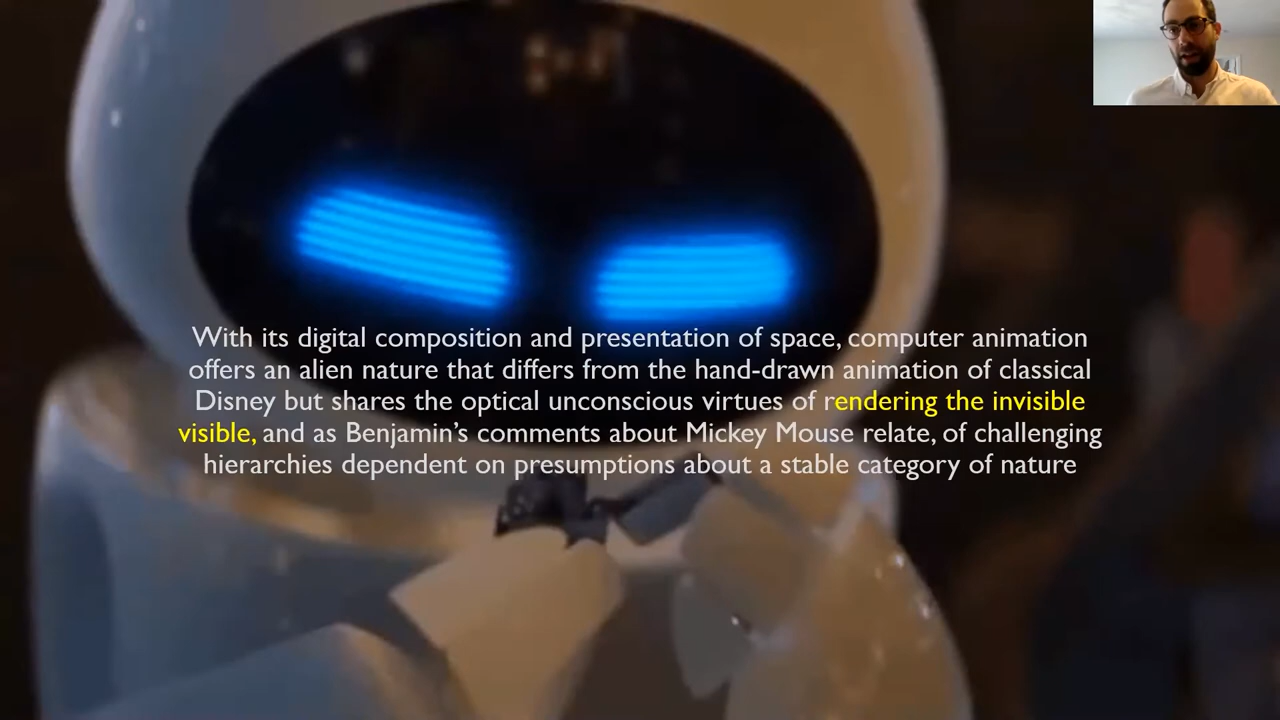 With its digital composition and presentation of space, computer animation
offers an alien nature that differs from the hand-drawn animation of classical
Disney but shares the optical unconscious virtues of rendering the invisible
visible, and as Benjamin’s comments about Mickey Mouse relate, of challenging
hierarchies dependent on presumptions about a stable category of nature